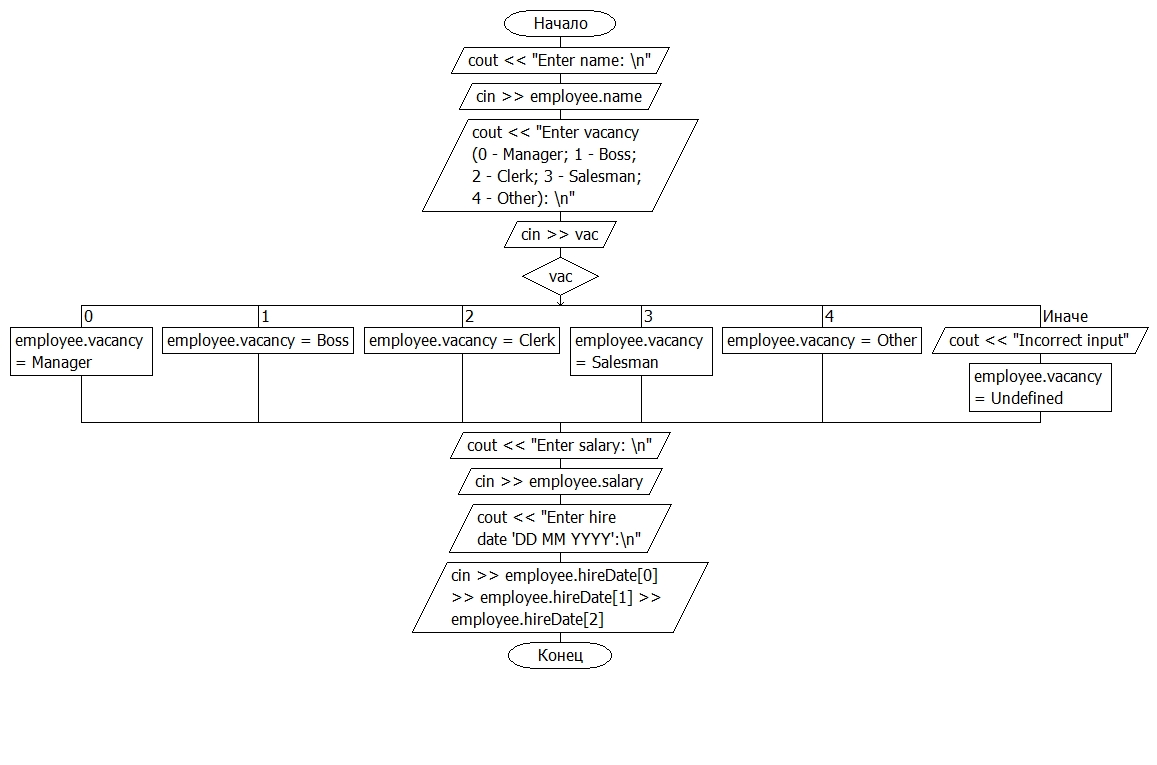 Начало
cout << "Enter name: \n"
cin >> employee.name
cout << "Enter vacancy
(0 - Manager; 1 - Boss;
2 - Clerk; 3 - Salesman;
4 - Other): \n"
cin >> vac
vac
0
1
2
3
4
Иначе
employee.vacancy
= Manager
employee.vacancy = Boss
employee.vacancy = Clerk
employee.vacancy
= Salesman
employee.vacancy = Other
cout << "Incorrect input"
employee.vacancy
= Undefined
cout << "Enter salary: \n"
cin >> employee.salary
cout << "Enter hire
date 'DD MM YYYY':\n"
cin >> employee.hireDate[0]
>> employee.hireDate[1] >>
employee.hireDate[2]
Конец